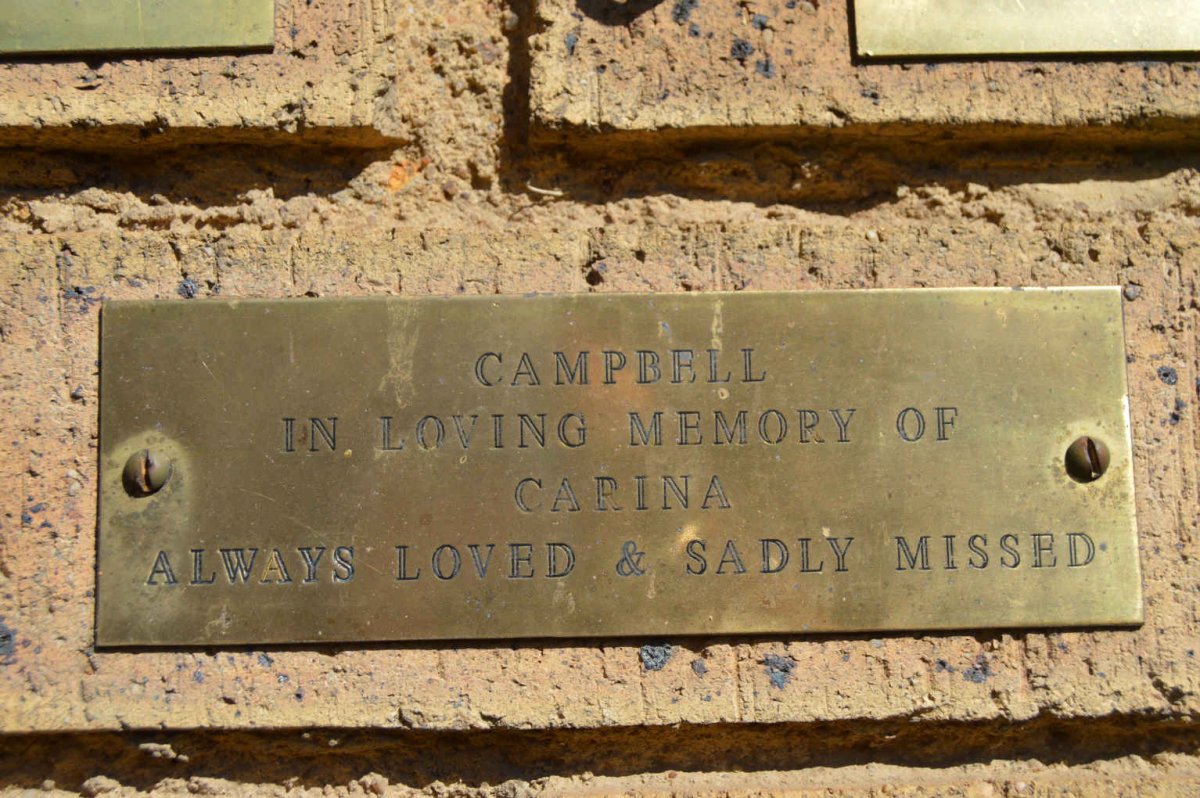 CAMPBELL
IN LOVING MEMORY OF
CARINA
ALWAYS LOVED & SADLY MISSED